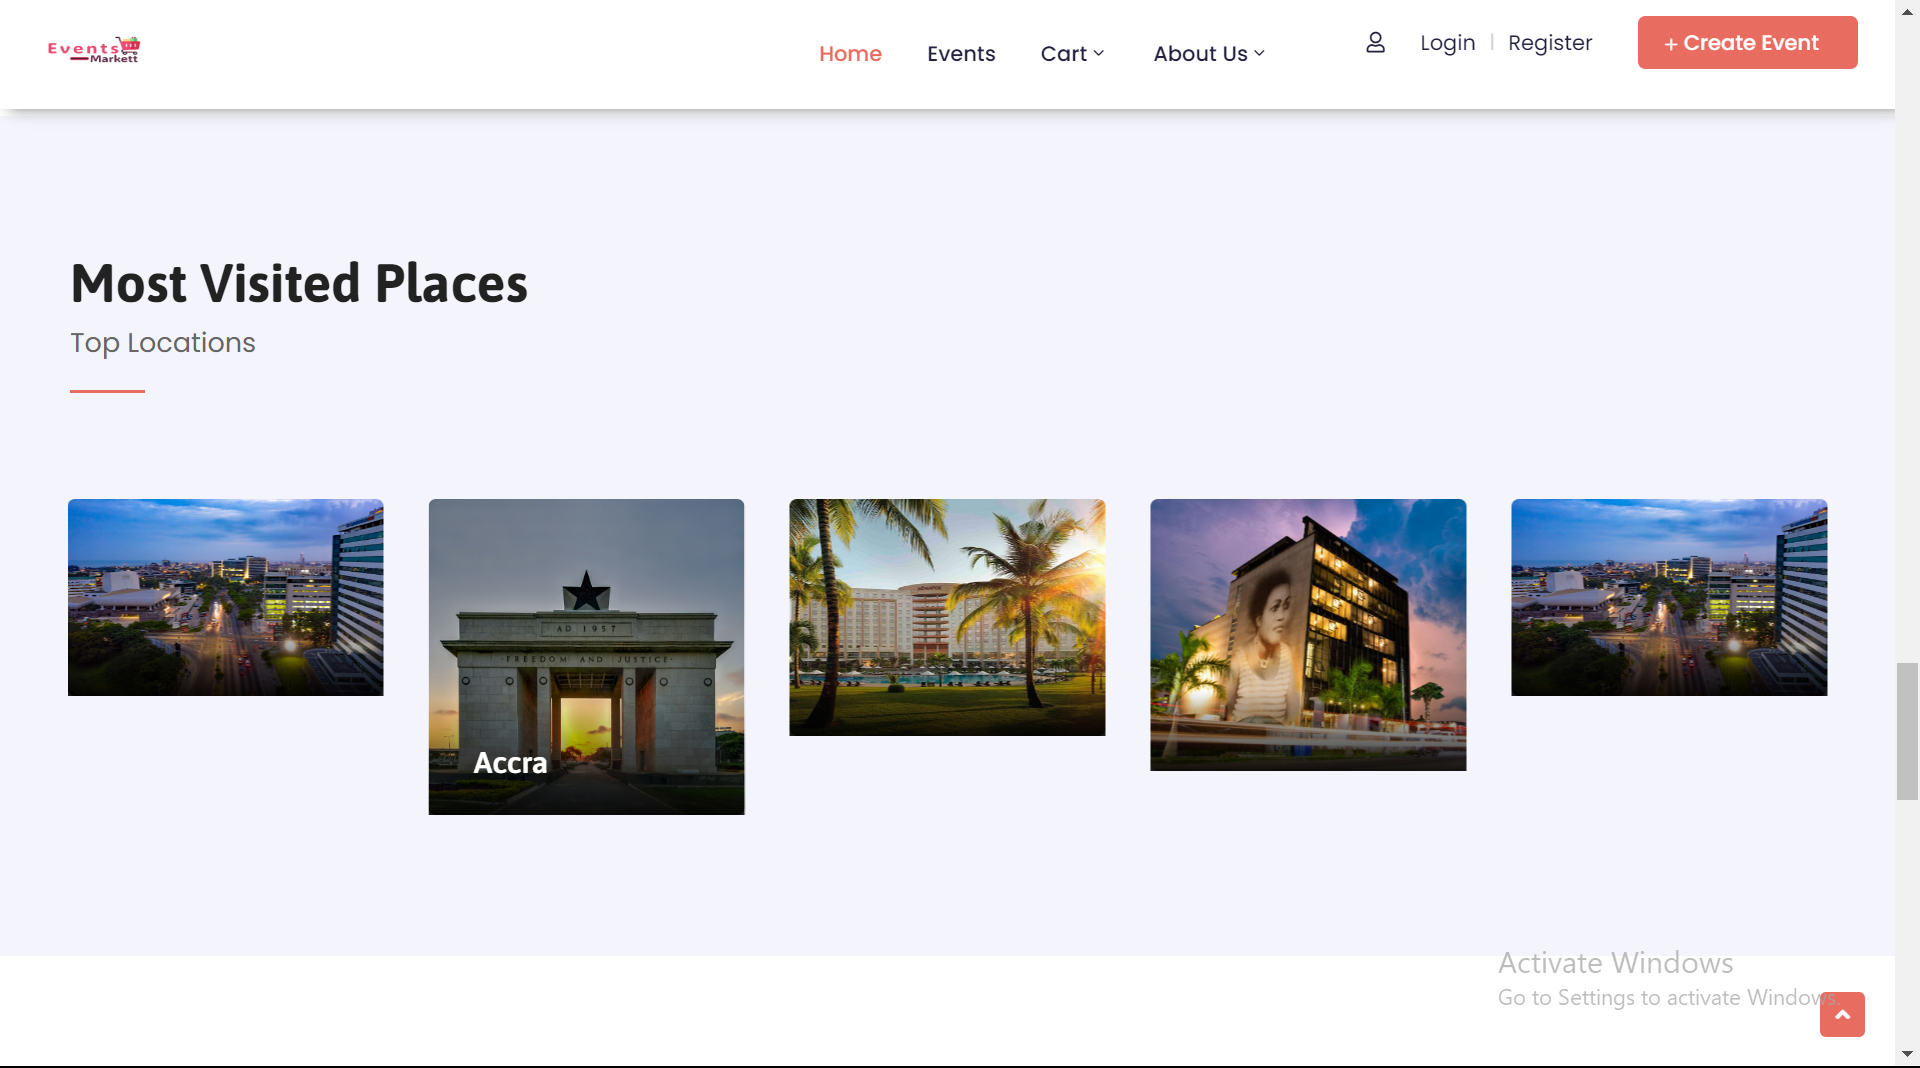 Events
Markett
Home
Events
Cart
About Us
Login
Register
+ Create Event
Most Visited Places
Top Locations
AD 1957
FREEDOM AND JUSTICE
Accra
Activate Windows
Go to Settings to activate Windows.